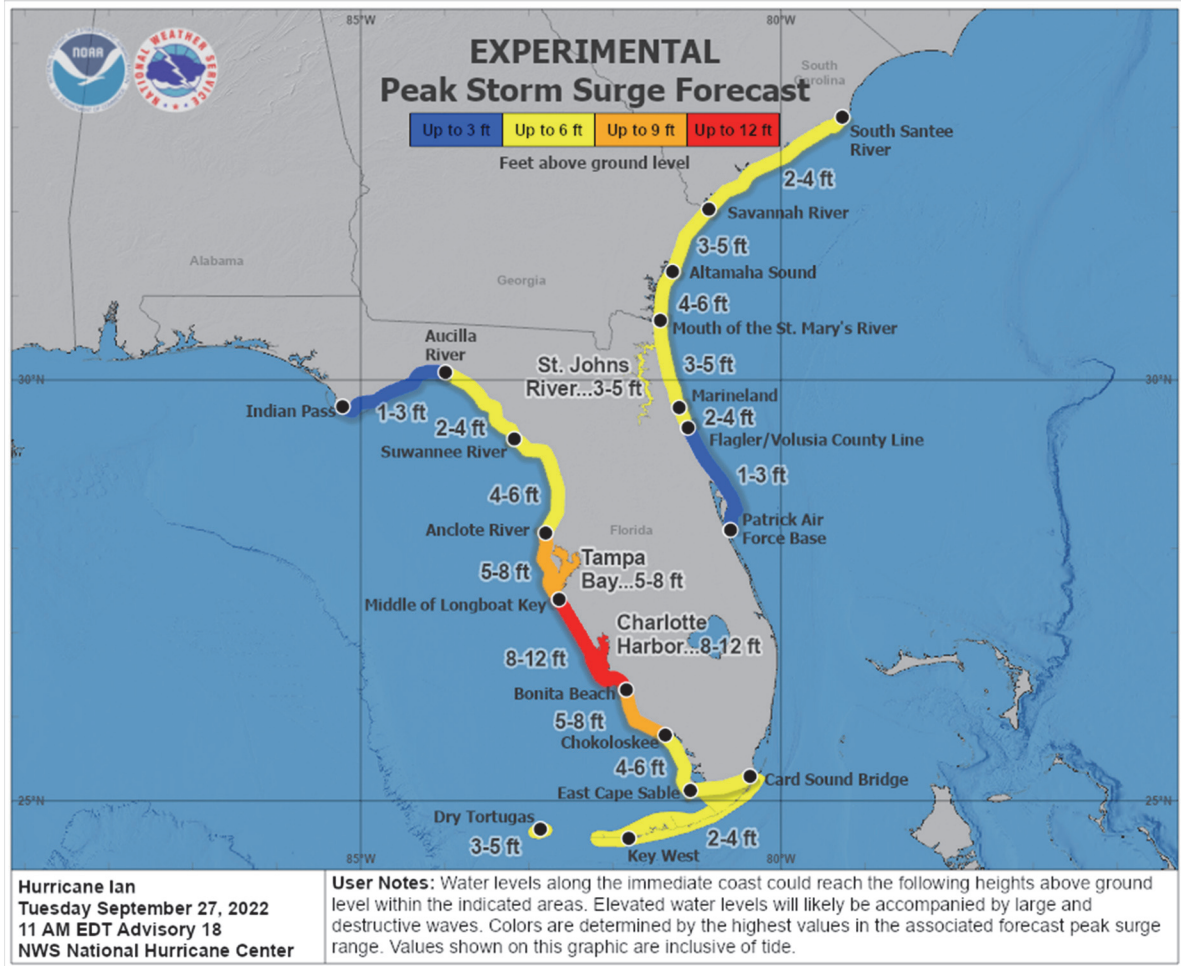 85°W
80°W
NOAA
NATIONAL WEATHER SERVICE
EXPERIMENTAL
Peak Storm Surge Forecast
South
Carolina
Up to 3 ft
Up to 6 ft
Up to 9 ft
Up to 12 ft
Feet above ground level
South Santee
River
2-4 ft
Savannah River
3-5 ft
Alabama
Georgia
Altamaha Sound
4-6 ft
Mouth of the St. Mary's River
Aucilla
River
St. Johns
River...3-5 ft
3-5 ft
30°N
30°N
Marineland
Indian Pass
1-3 ft
2-4 ft
2-4 ft
Flagler/Volusia County Line
Suwannee River
1-3 ft
4-6 ft
Patrick Air
Force Base
Anclote River
Florida
Tampa
Bay...5-8 ft
5-8 ft
Middle of Longboat Key
Charlotte
Harbor...8-12 ft
8-12 ft
Bonita Beach
5-8 ft
Chokoloskee
4-6 ft
Card Sound Bridge
East Cape Sable
25°N
25°N
Dry Tortugas
3-5 ft
2-4 ft
Key West
85°W
80°W
Hurricane Ian
Tuesday September 27, 2022
11 AM EDT Advisory 18
NWS National Hurricane Center
User Notes: Water levels along the immediate coast could reach the following heights above ground
level within the indicated areas. Elevated water levels will likely be accompanied by large and
destructive waves. Colors are determined by the highest values in the associated forecast peak surge
range. Values shown on this graphic are inclusive of tide.